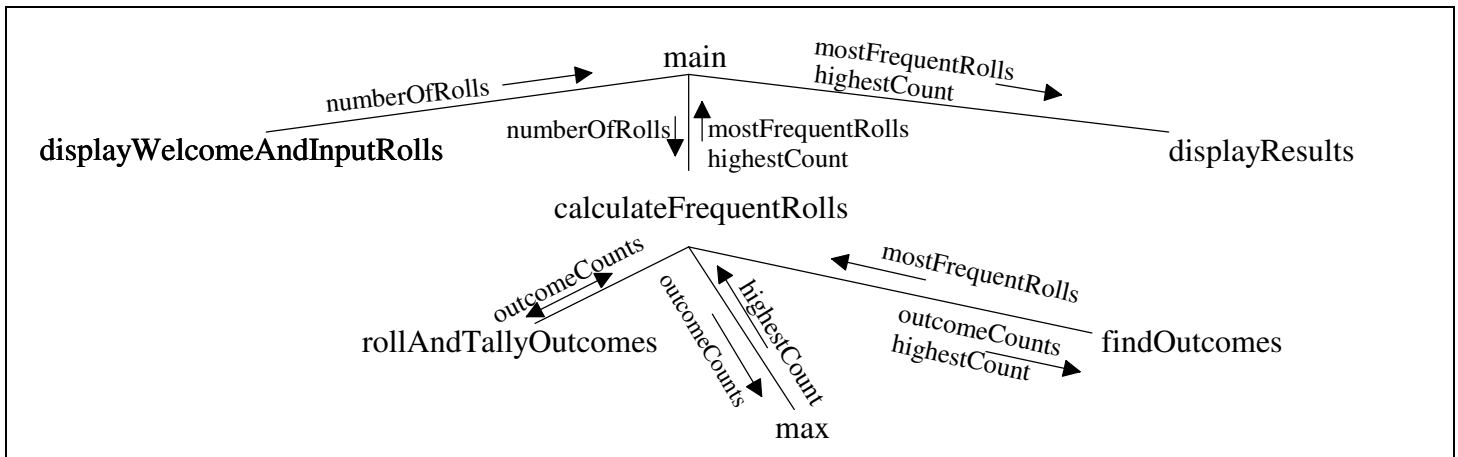 main
mostFrequentRolls
highestCount
numberOfRolls
displayWelcomeAndInputRolls
numberOfRolls
mostFrequentRolls
highestCount
displayResults
calculateFrequentRolls
outcomeCounts
outcomeCounts
highestCount
mostFrequentRolls
outcomeCounts
highestCount
rollAndTallyOutcomes
findOutcomes
max